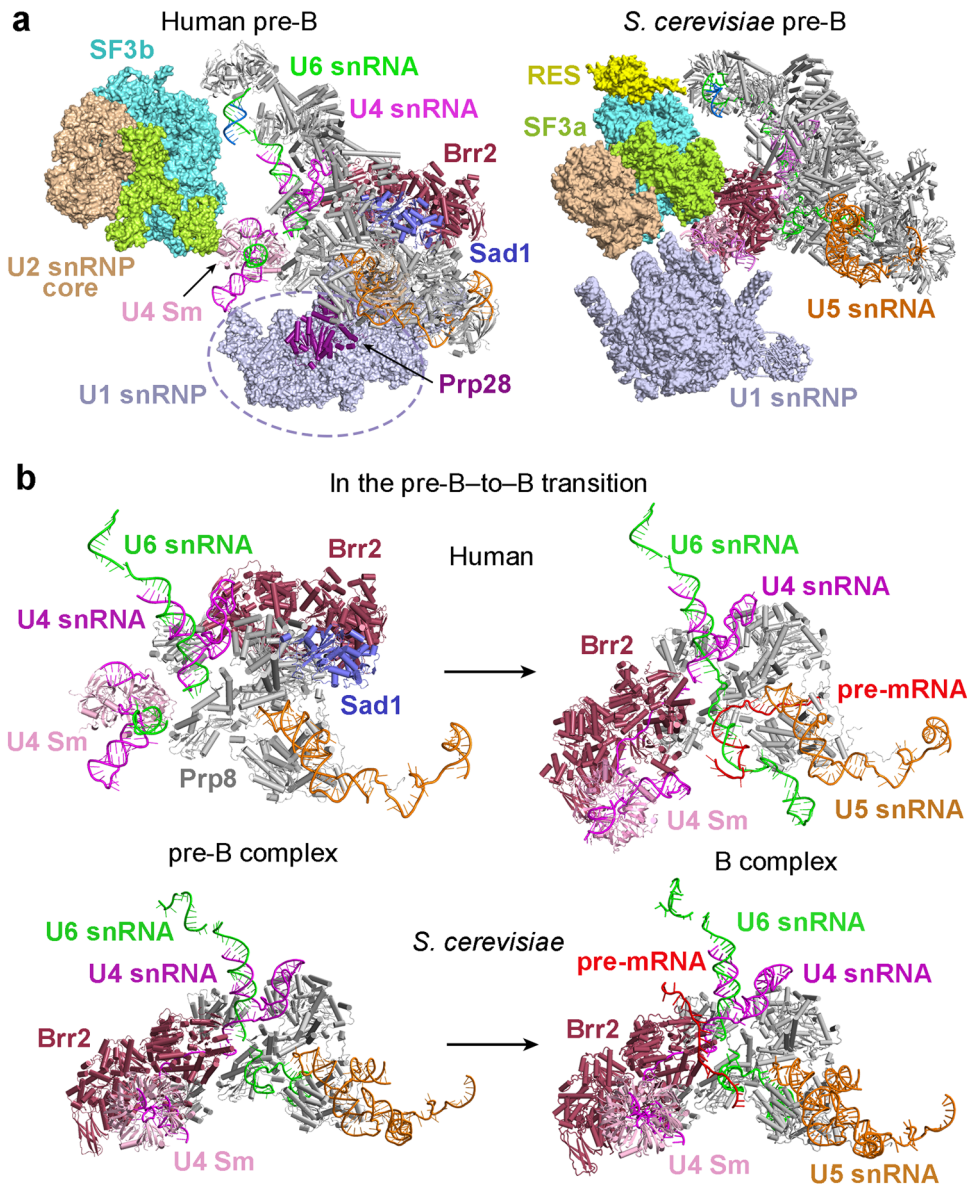 a
Human pre-B
S. cerevisiae pre-B
SF3b
U6 snRNA
U4 snRNA
Brr2
Sad1
U2 snRNP
core
U4 Sm
U1 snRNP
Prp28
RES
SF3a
U5 snRNA
U1 snRNP
b
In the pre-B–to–B transition
Human
U6 snRNA
Brr2
U4 snRNA
Sad1
U4 Sm
Prp8
pre-B complex
U6 snRNA
U4 snRNA
Brr2
pre-mRNA
U4 Sm
U5 snRNA
B complex
S. cerevisiae
U6 snRNA
U4 snRNA
Brr2
U4 Sm
U6 snRNA
pre-mRNA
U4 snRNA
Brr2
U4 Sm
U5 snRNA